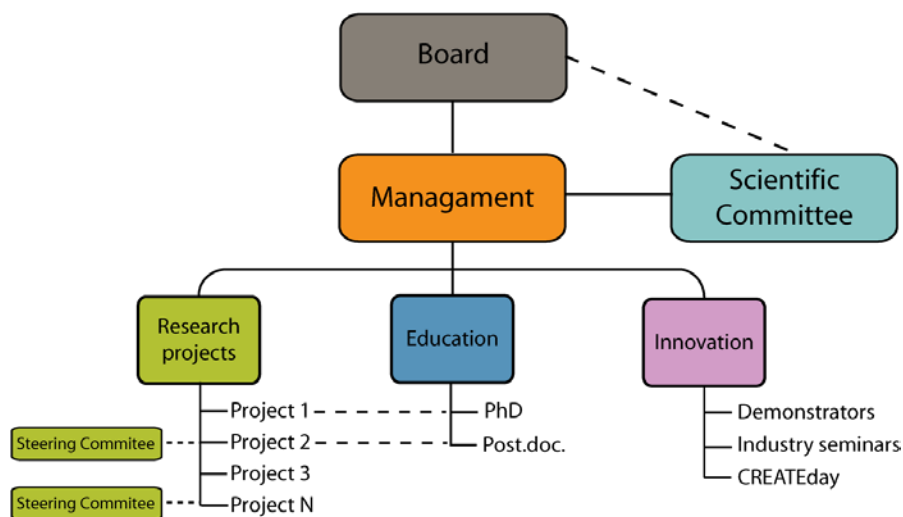 Board
Managament
Scientific
Committee
Research
projects
Education
Innovation
Project 1
PhD
Demonstrators
Steering Commitee
Project 2
Post.doc.
Industry seminars
Project 3
CREATEday
Steering Commitee
Project N